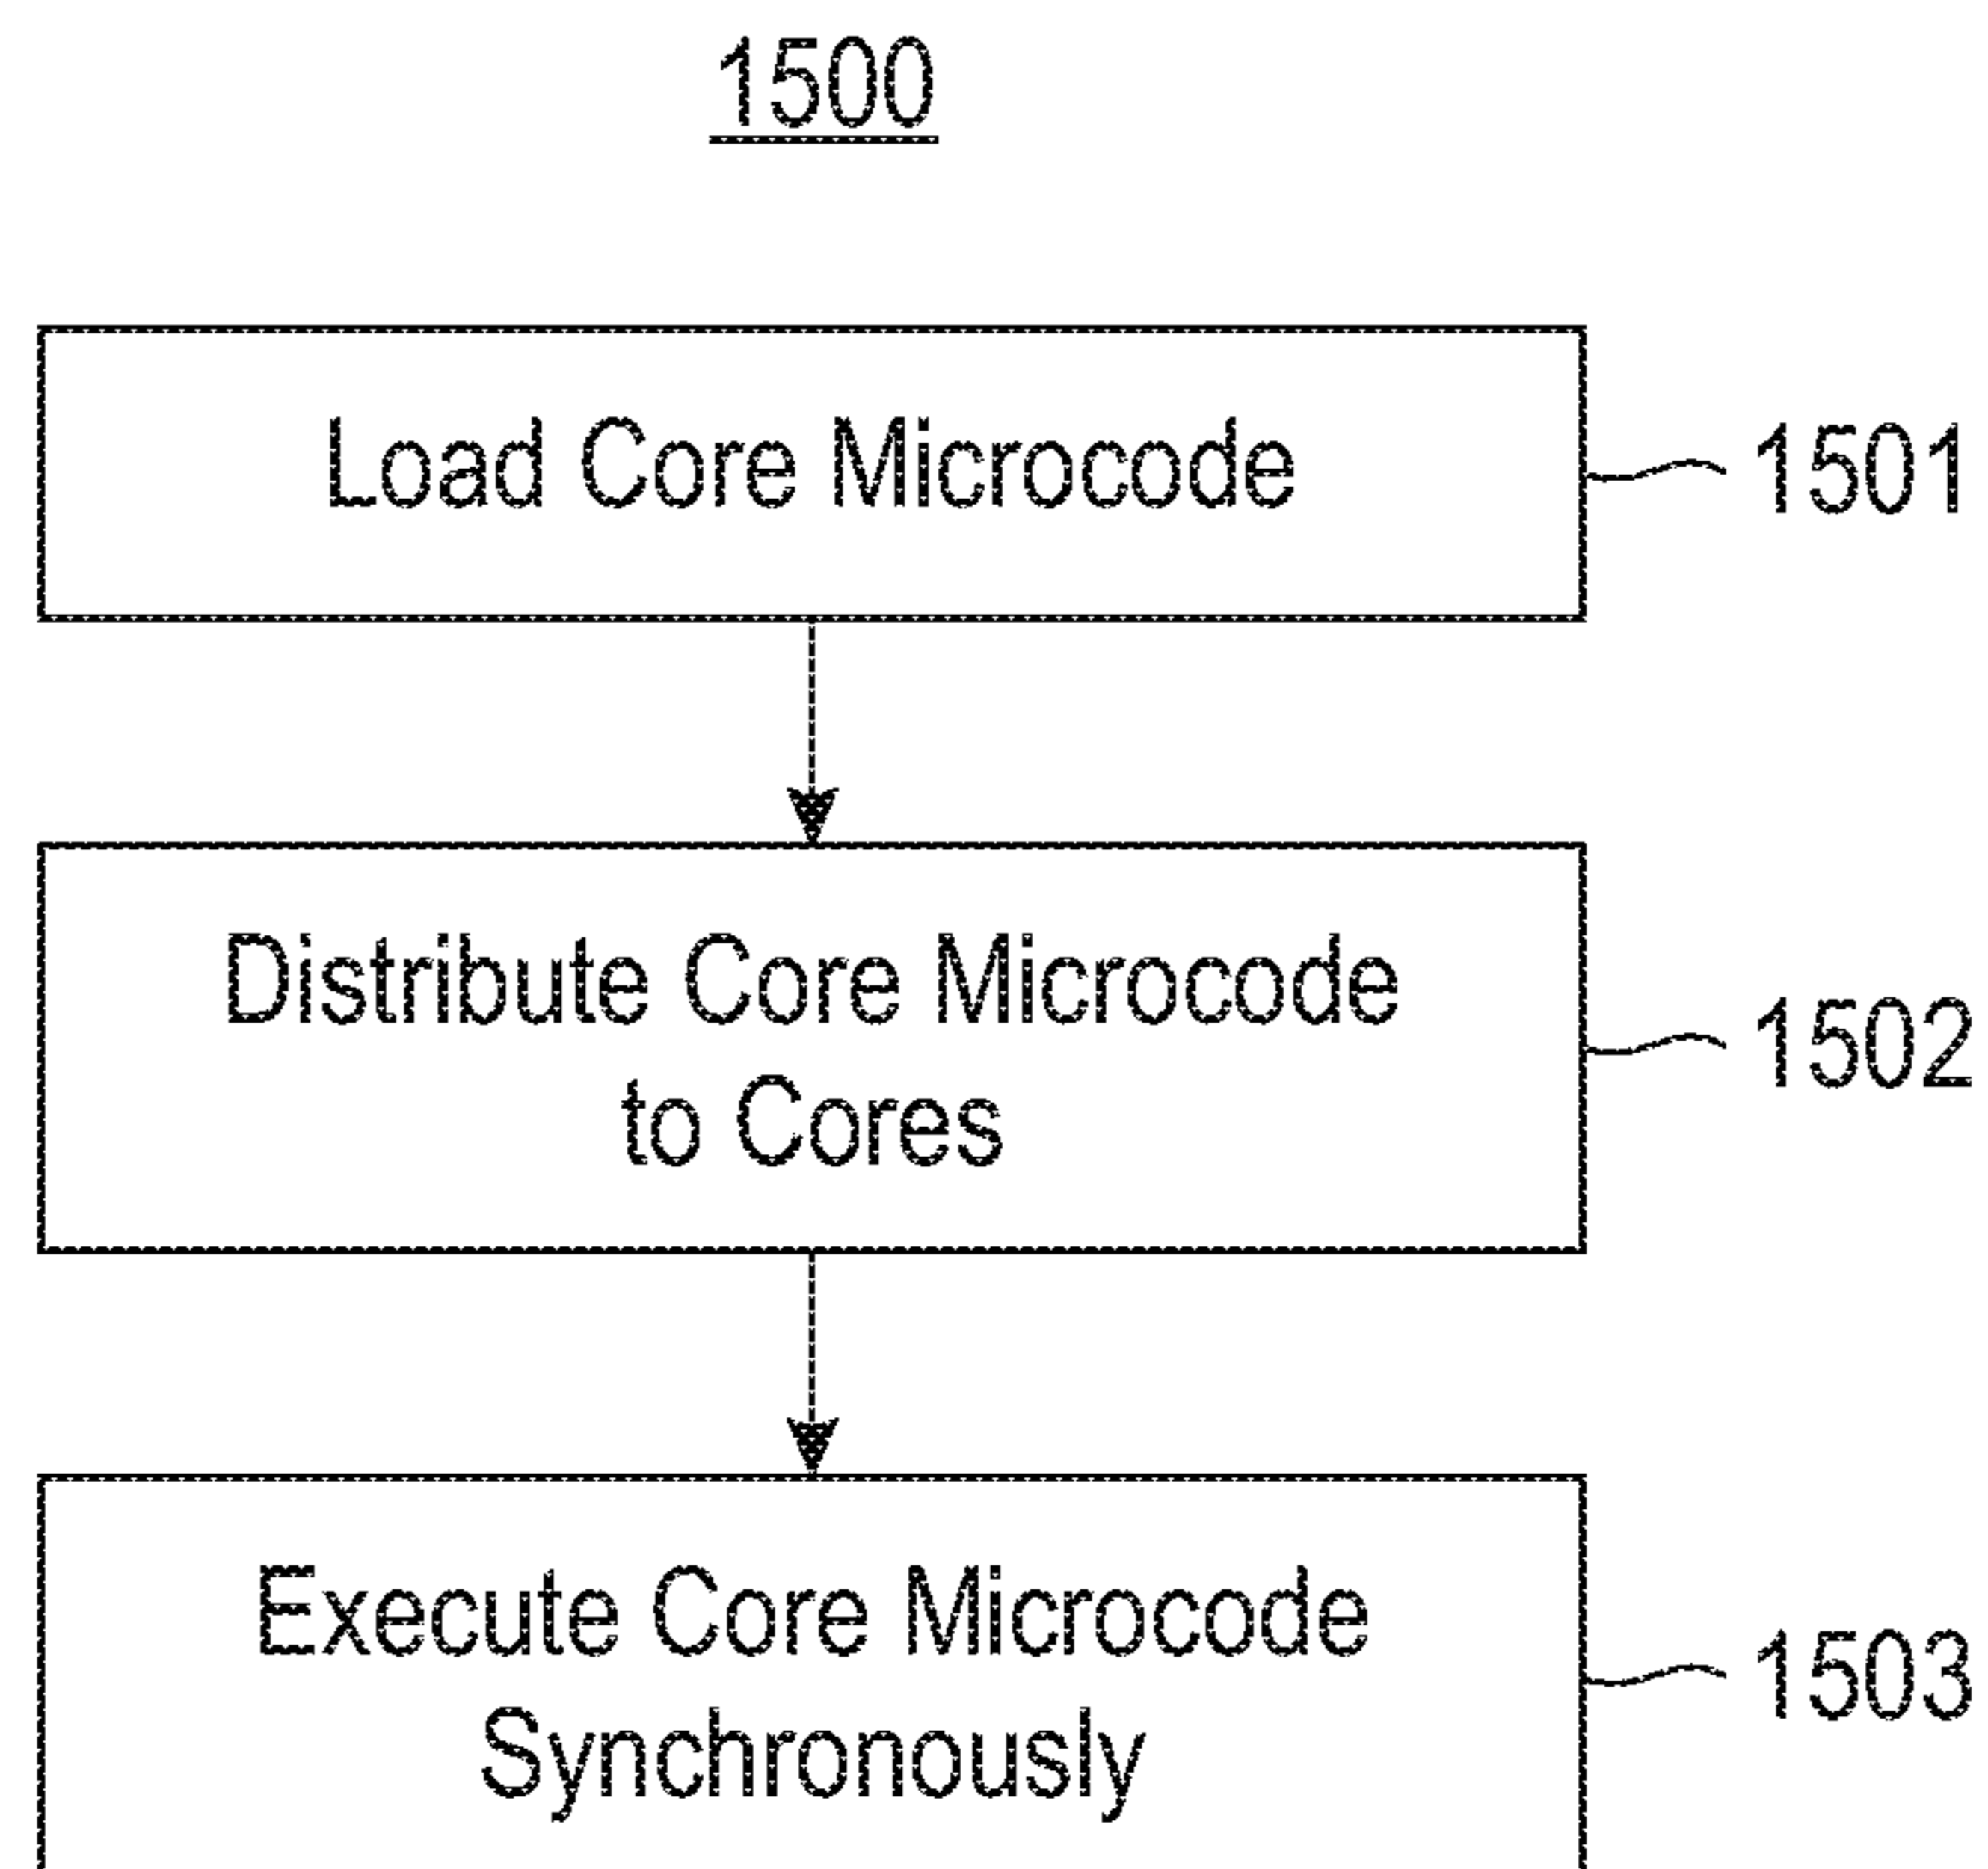 1500
Load Core Microcode
1501
Distribute Core Microcode
to Cores
1502
Execute Core Microcode
Synchronously
1503